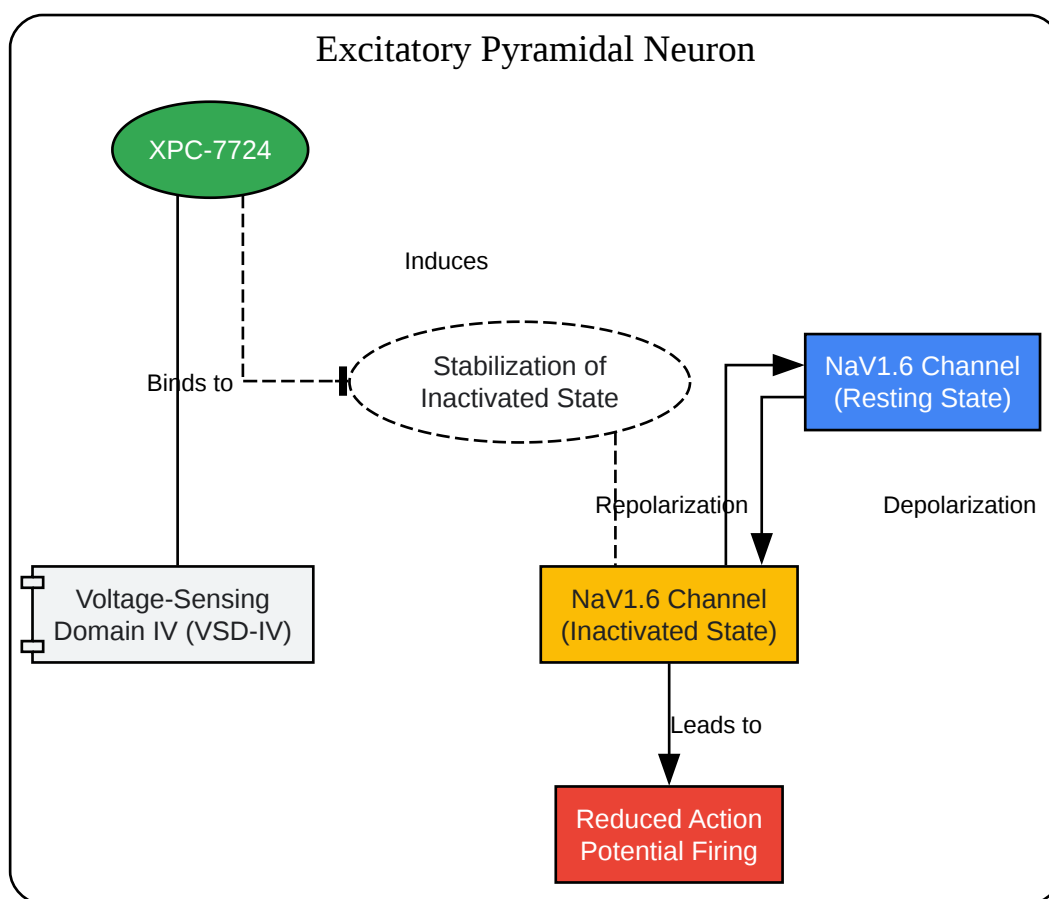 Excitatory Pyramidal Neuron
XPC-7724
Induces
Stabilization of
Inactivated State
NaV1.6 Channel
(Resting State)
Binds to
Repolarization
Depolarization
Voltage-Sensing
Domain IV (VSD-IV)
NaV1.6 Channel
(Inactivated State)
Leads to
Reduced Action
Potential Firing